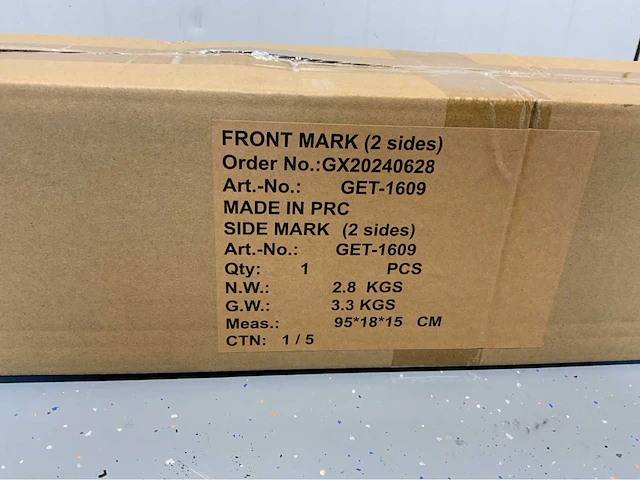 FRONT MARK (2 sides)
Order No.:GX20240628
Art.-No.: GET-1609
MADE IN PRC
SIDE MARK (2 sides)
Art.-No.: GET-1609
Qty: 1 PCS
N.W.: 2.8 KGS
G.W.: 3.3 KGS
Meas.: 95*18*15 CM
CTN: 1 / 5